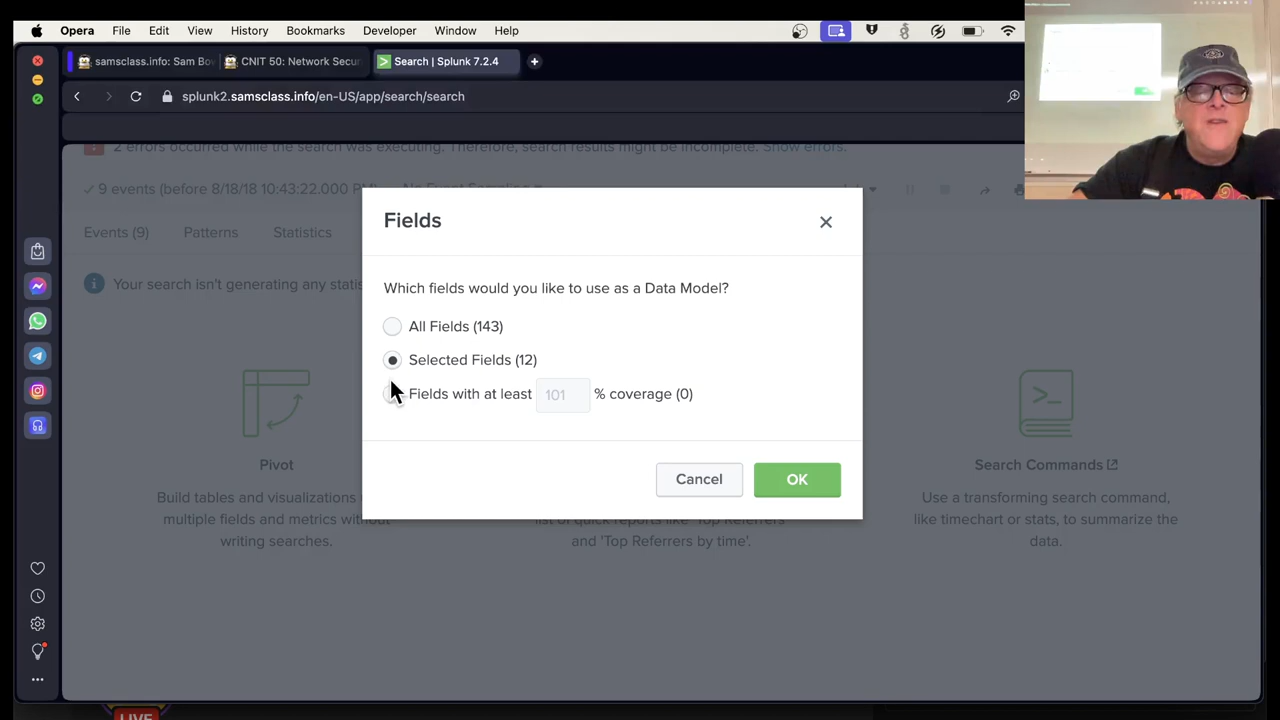 Opera File Edit View History Bookmarks Developer Window Help
samsclass.info: Sam Bow
CNIT 50: Network Secur
Search | Splunk 7.2.4
splunk2.samsclass.info/en-US/app/search/search
2 errors occurred while the search was executing. Therefore, search results might be incomplete. Show errors.
9 events (before 8/18/18 10:43:22.000 PM) No Event Sampling
Events (9) Patterns Statistics
Your search isn't generating any statis
Fields
Which fields would you like to use as a Data Model?
All Fields (143)
Selected Fields (12)
Fields with at least 101 % coverage (0)
Cancel OK
Pivot
Build tables and visualizations
multiple fields and metrics without
writing searches.
list of quick reports like 'Top Referrers'
and 'Top Referrers by time'.
Search Commands
Use a transforming search command,
like timechart or stats, to summarize the
data.
LIVE